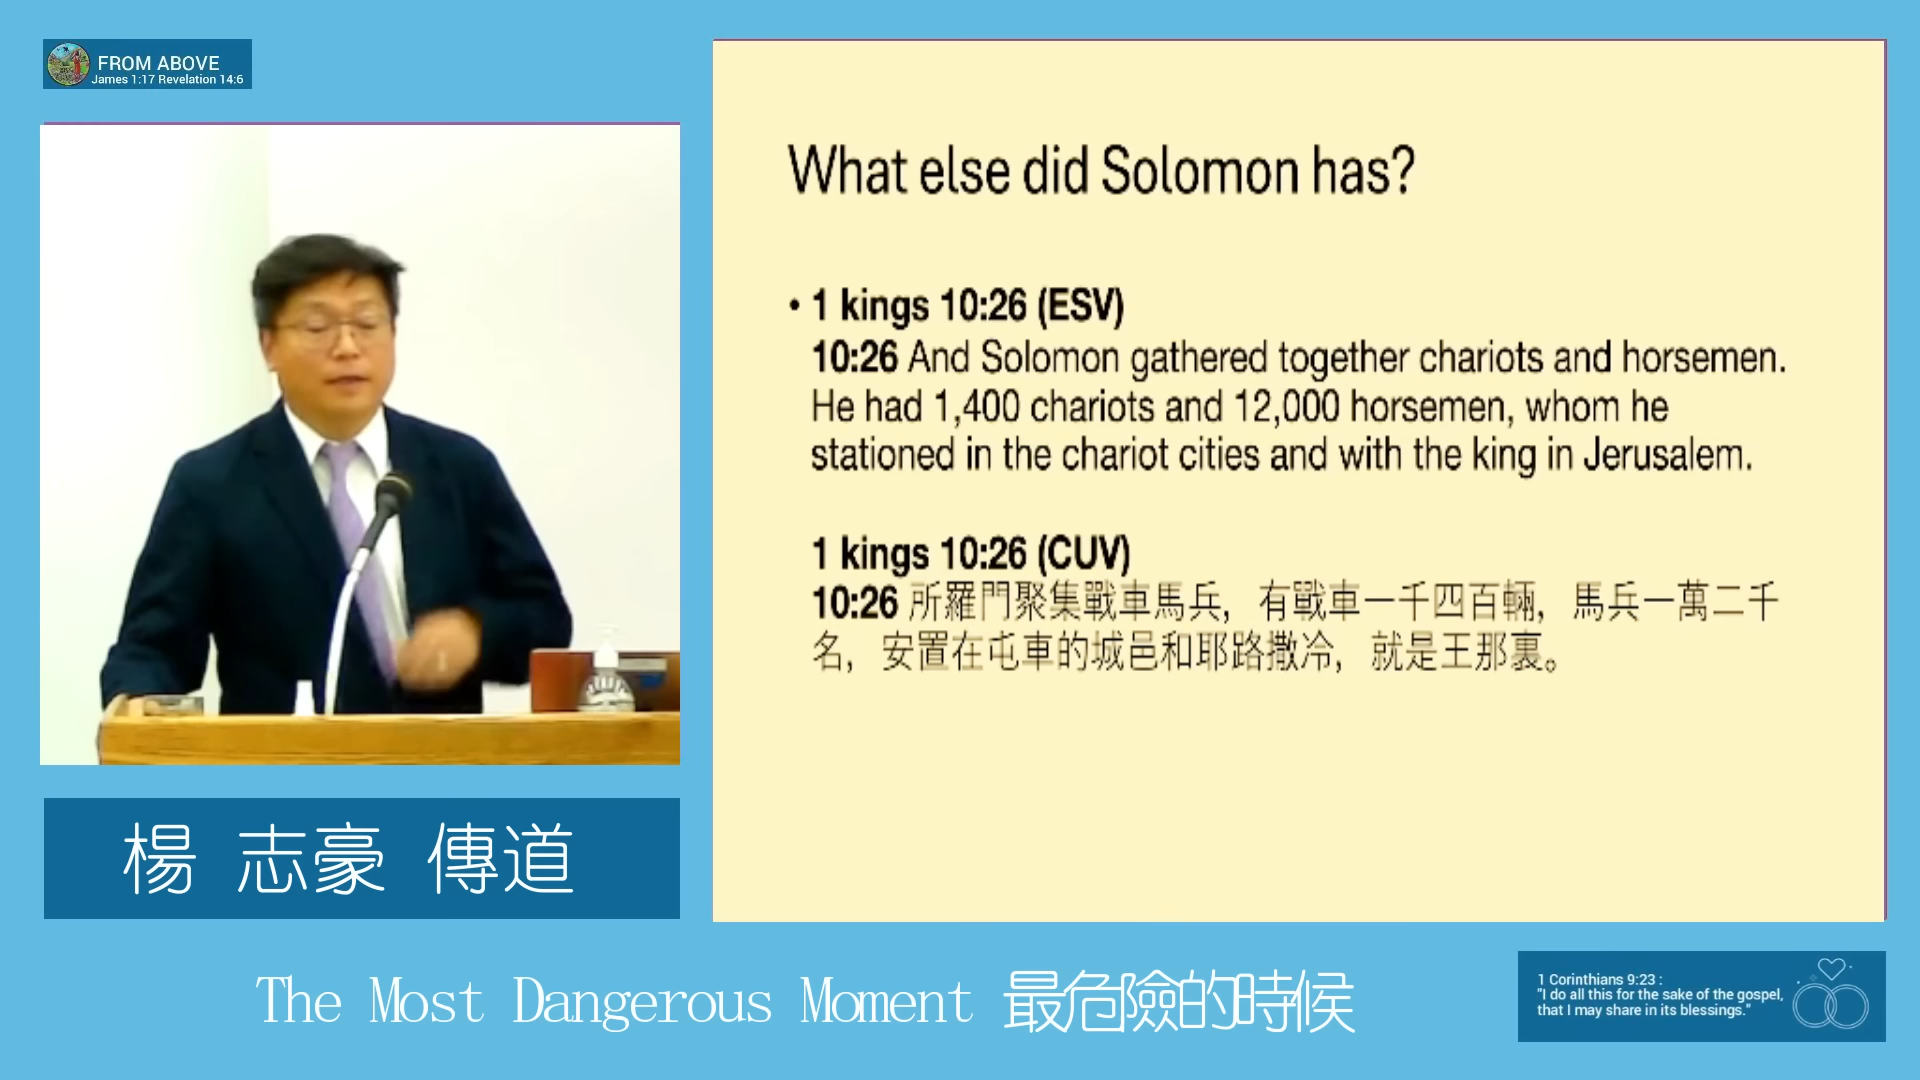 FROM ABOVE
James 1:17 Revelation 14:6
What else did Solomon has?
• 1 kings 10:26 (ESV)
10:26 And Solomon gathered together chariots and horsemen.
He had 1,400 chariots and 12,000 horsemen, whom he
stationed in the chariot cities and with the king in Jerusalem.
1 kings 10:26 (CUV)
10:26 所羅門聚集戰車馬兵，有戰車一千四百輛，馬兵一萬二千
名，安置在屯車的城邑和耶路撒冷，就是王那裏。
楊 志豪 傳道
The Most Dangerous Moment 最危險的時候
1 Corinthians 9:23 :
"I do all this for the sake of the gospel,
that I may share in its blessings."